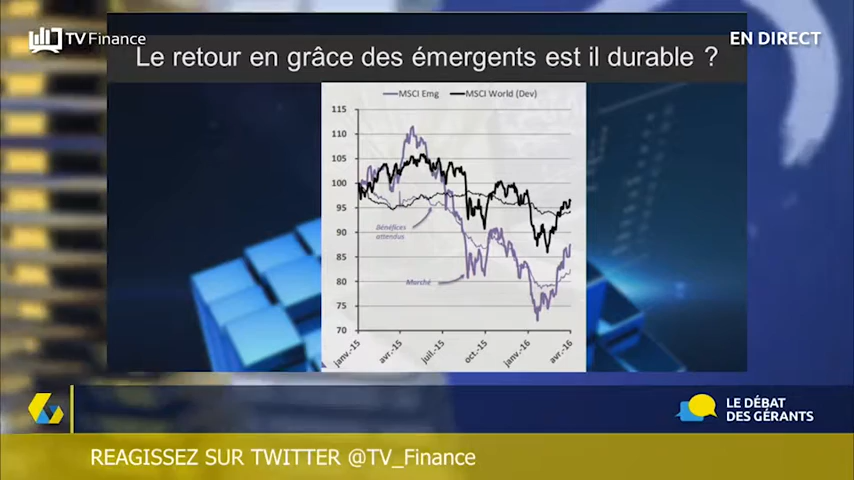 TV Finance
EN DIRECT
Le retour en grâce des émergents est il durable ?
MSCI Emg
MSCI World (Dev)
115
110
105
100
95
90
85
80
75
70
Bénéfices
attendus
Marché
janv.-15
avr.-15
juil.-15
oct.-15
janv.-16
avr.-16
LE DÉBAT
DES GÉRANTS
REAGISSEZ SUR TWITTER @TV_Finance